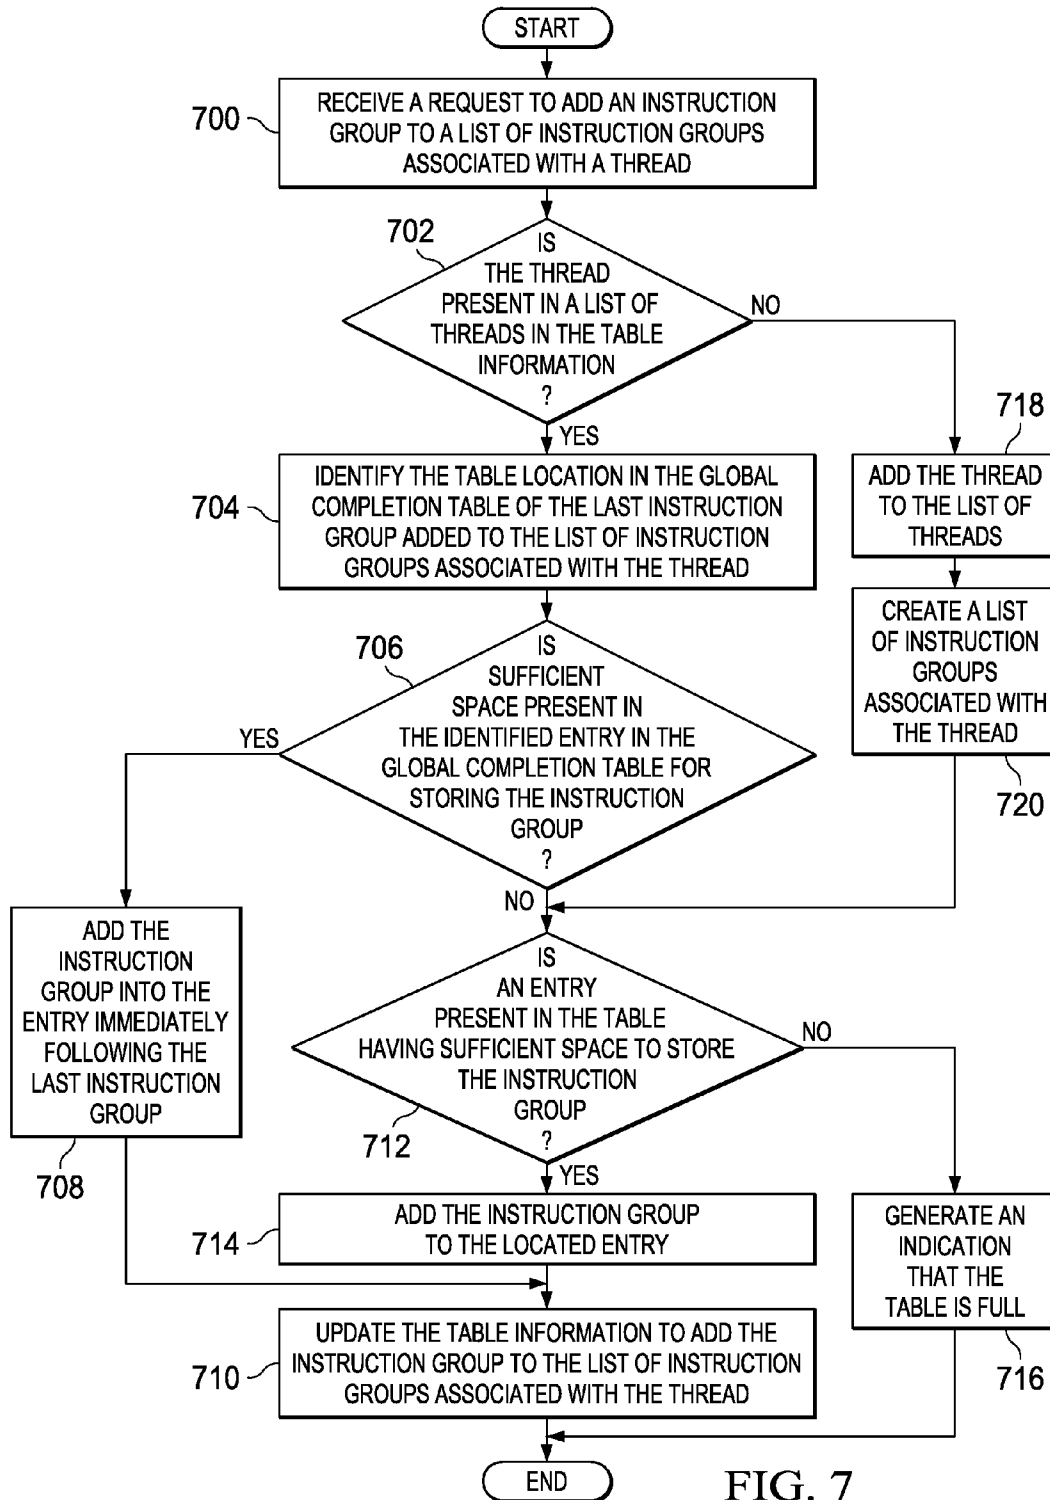 START
700
RECEIVE A REQUEST TO ADD AN INSTRUCTION
GROUP TO A LIST OF INSTRUCTION GROUPS
ASSOCIATED WITH A THREAD
702
IS
THE THREAD
PRESENT IN A LIST OF
THREADS IN THE TABLE
INFORMATION
?
NO
YES
718
ADD THE THREAD
TO THE LIST OF
THREADS
704
IDENTIFY THE TABLE LOCATION IN THE GLOBAL
COMPLETION TABLE OF THE LAST INSTRUCTION
GROUP ADDED TO THE LIST OF INSTRUCTION
GROUPS ASSOCIATED WITH THE THREAD
CREATE A LIST
OF INSTRUCTION
GROUPS
ASSOCIATED WITH
THE THREAD
720
706
IS
SUFFICIENT
SPACE PRESENT IN
THE IDENTIFIED ENTRY IN THE
GLOBAL COMPLETION TABLE FOR
STORING THE INSTRUCTION
GROUP
?
YES
NO
ADD THE
INSTRUCTION
GROUP INTO THE
ENTRY IMMEDIATELY
FOLLOWING THE
LAST INSTRUCTION
GROUP
708
IS
AN ENTRY
PRESENT IN THE TABLE
HAVING SUFFICIENT SPACE TO STORE
THE INSTRUCTION
GROUP
?
712
NO
YES
714
ADD THE INSTRUCTION GROUP
TO THE LOCATED ENTRY
GENERATE AN
INDICATION
THAT THE
TABLE IS FULL
716
710
UPDATE THE TABLE INFORMATION TO ADD THE
INSTRUCTION GROUP TO THE LIST OF INSTRUCTION
GROUPS ASSOCIATED WITH THE THREAD
END
FIG. 7